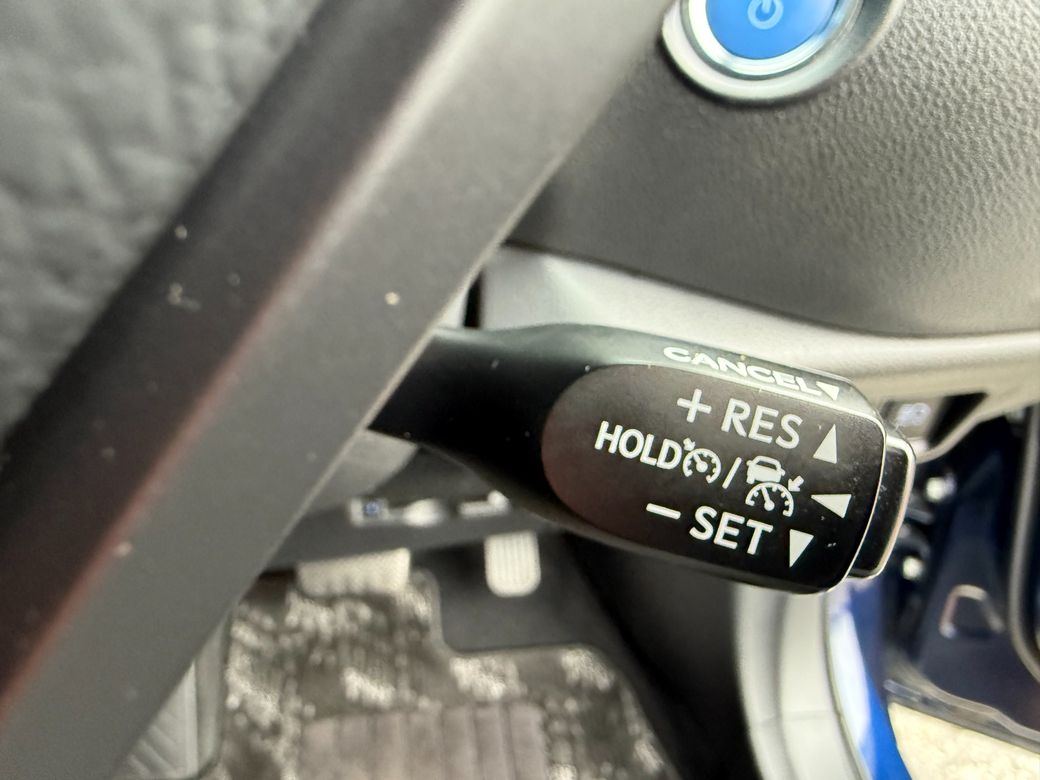 CANCEL
+ RES
HOLD /
− SET